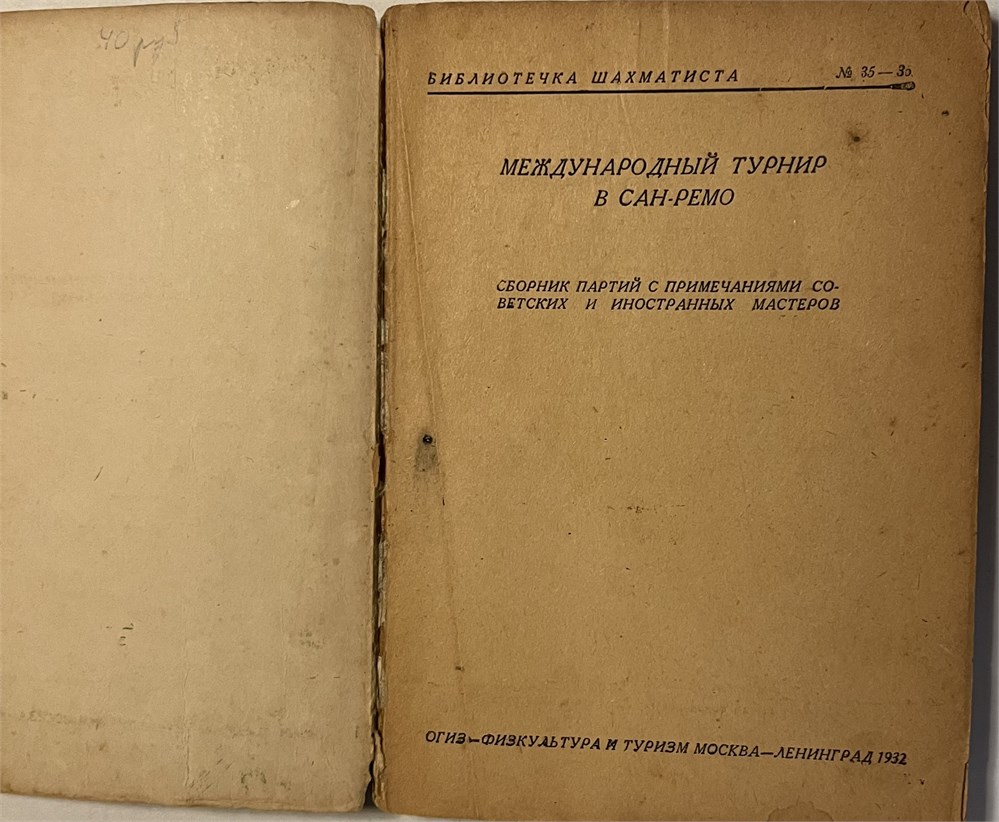 40 руб
БИБЛИОТЕЧКА ШАХМАТИСТА № 35 — 36.
МЕЖДУНАРОДНЫЙ ТУРНИР
В САН-РЕМО
СБОРНИК ПАРТИЙ С ПРИМЕЧАНИЯМИ СО-
ВЕТСКИХ И ИНОСТРАННЫХ МАСТЕРОВ
ОГИЗ—ФИЗКУЛЬТУРА И ТУРИЗМ МОСКВА—ЛЕНИНГРАД 1932